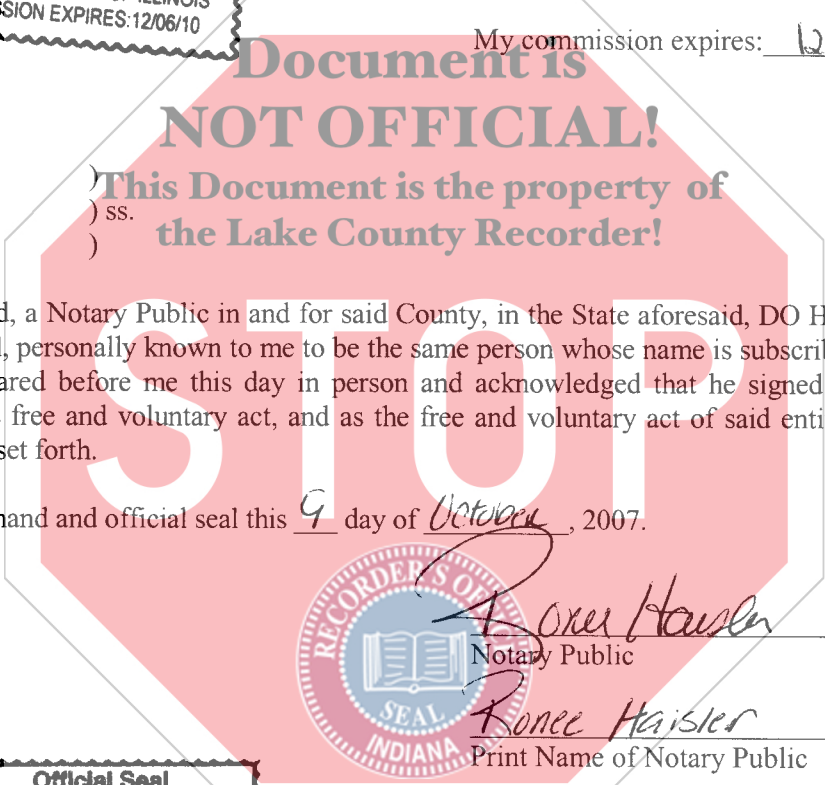 ILLINOIS
SION EXPIRES:12/06/10
My commission expires: 12
Document is
NOT OFFICIAL!
This Document is the property of
the Lake County Recorder!
)
) ss.
)
STOP
d, a Notary Public in and for said County, in the State aforesaid, DO H
, personally known to me to be the same person whose name is subscri
ared before me this day in person and acknowledged that he signed
free and voluntary act, and as the free and voluntary act of said enti
set forth.
hand and official seal this 9 day of October, 2007.
RECORDER'S OFFICE
SEAL
INDIANA
Ronee Haisler
Notary Public
Ronee Haisler
Print Name of Notary Public
Official Seal